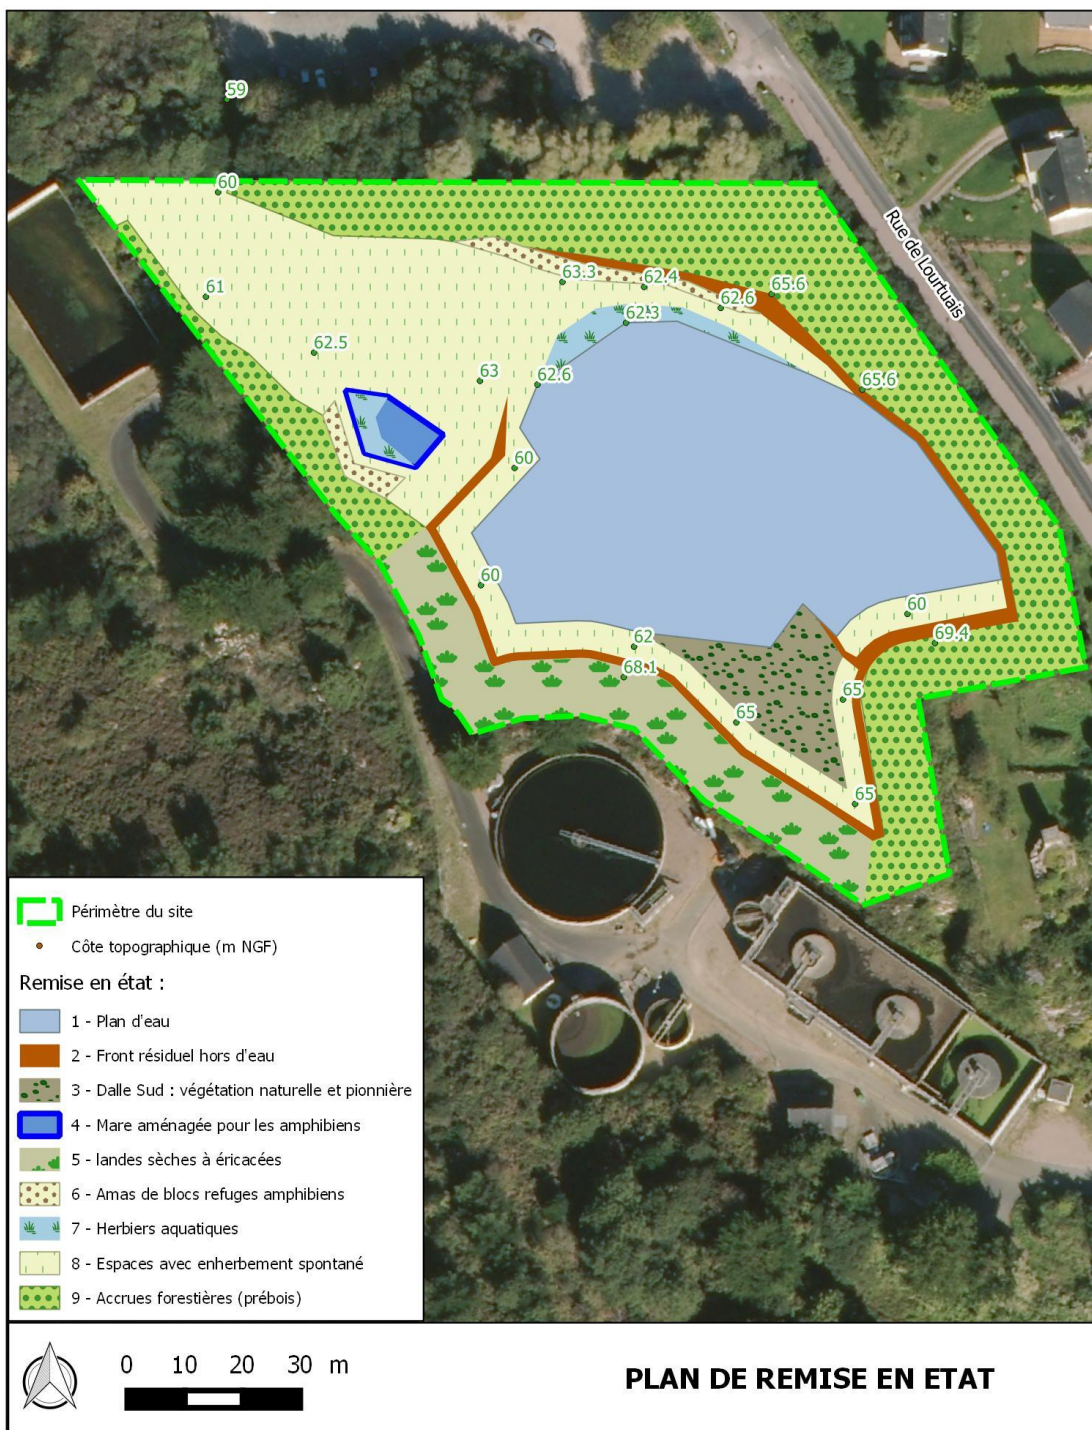 59
60
61
62.5
63.3
62.4
65.6
62.6
62.3
63
62.6
65.6
Rue de Lourtuais
60
60
60
62
69.4
68.1
65
65
65
Périmètre du site
Côte topographique (m NGF)
Remise en état :
1 - Plan d'eau
2 - Front résiduel hors d'eau
3 - Dalle Sud : végétation naturelle et pionnière
4 - Mare aménagée pour les amphibiens
5 - landes sèches à éricacées
6 - Amas de blocs refuges amphibiens
7 - Herbiers aquatiques
8 - Espaces avec enherbement spontané
9 - Accrues forestières (prébois)
0 10 20 30 m
PLAN DE REMISE EN ETAT